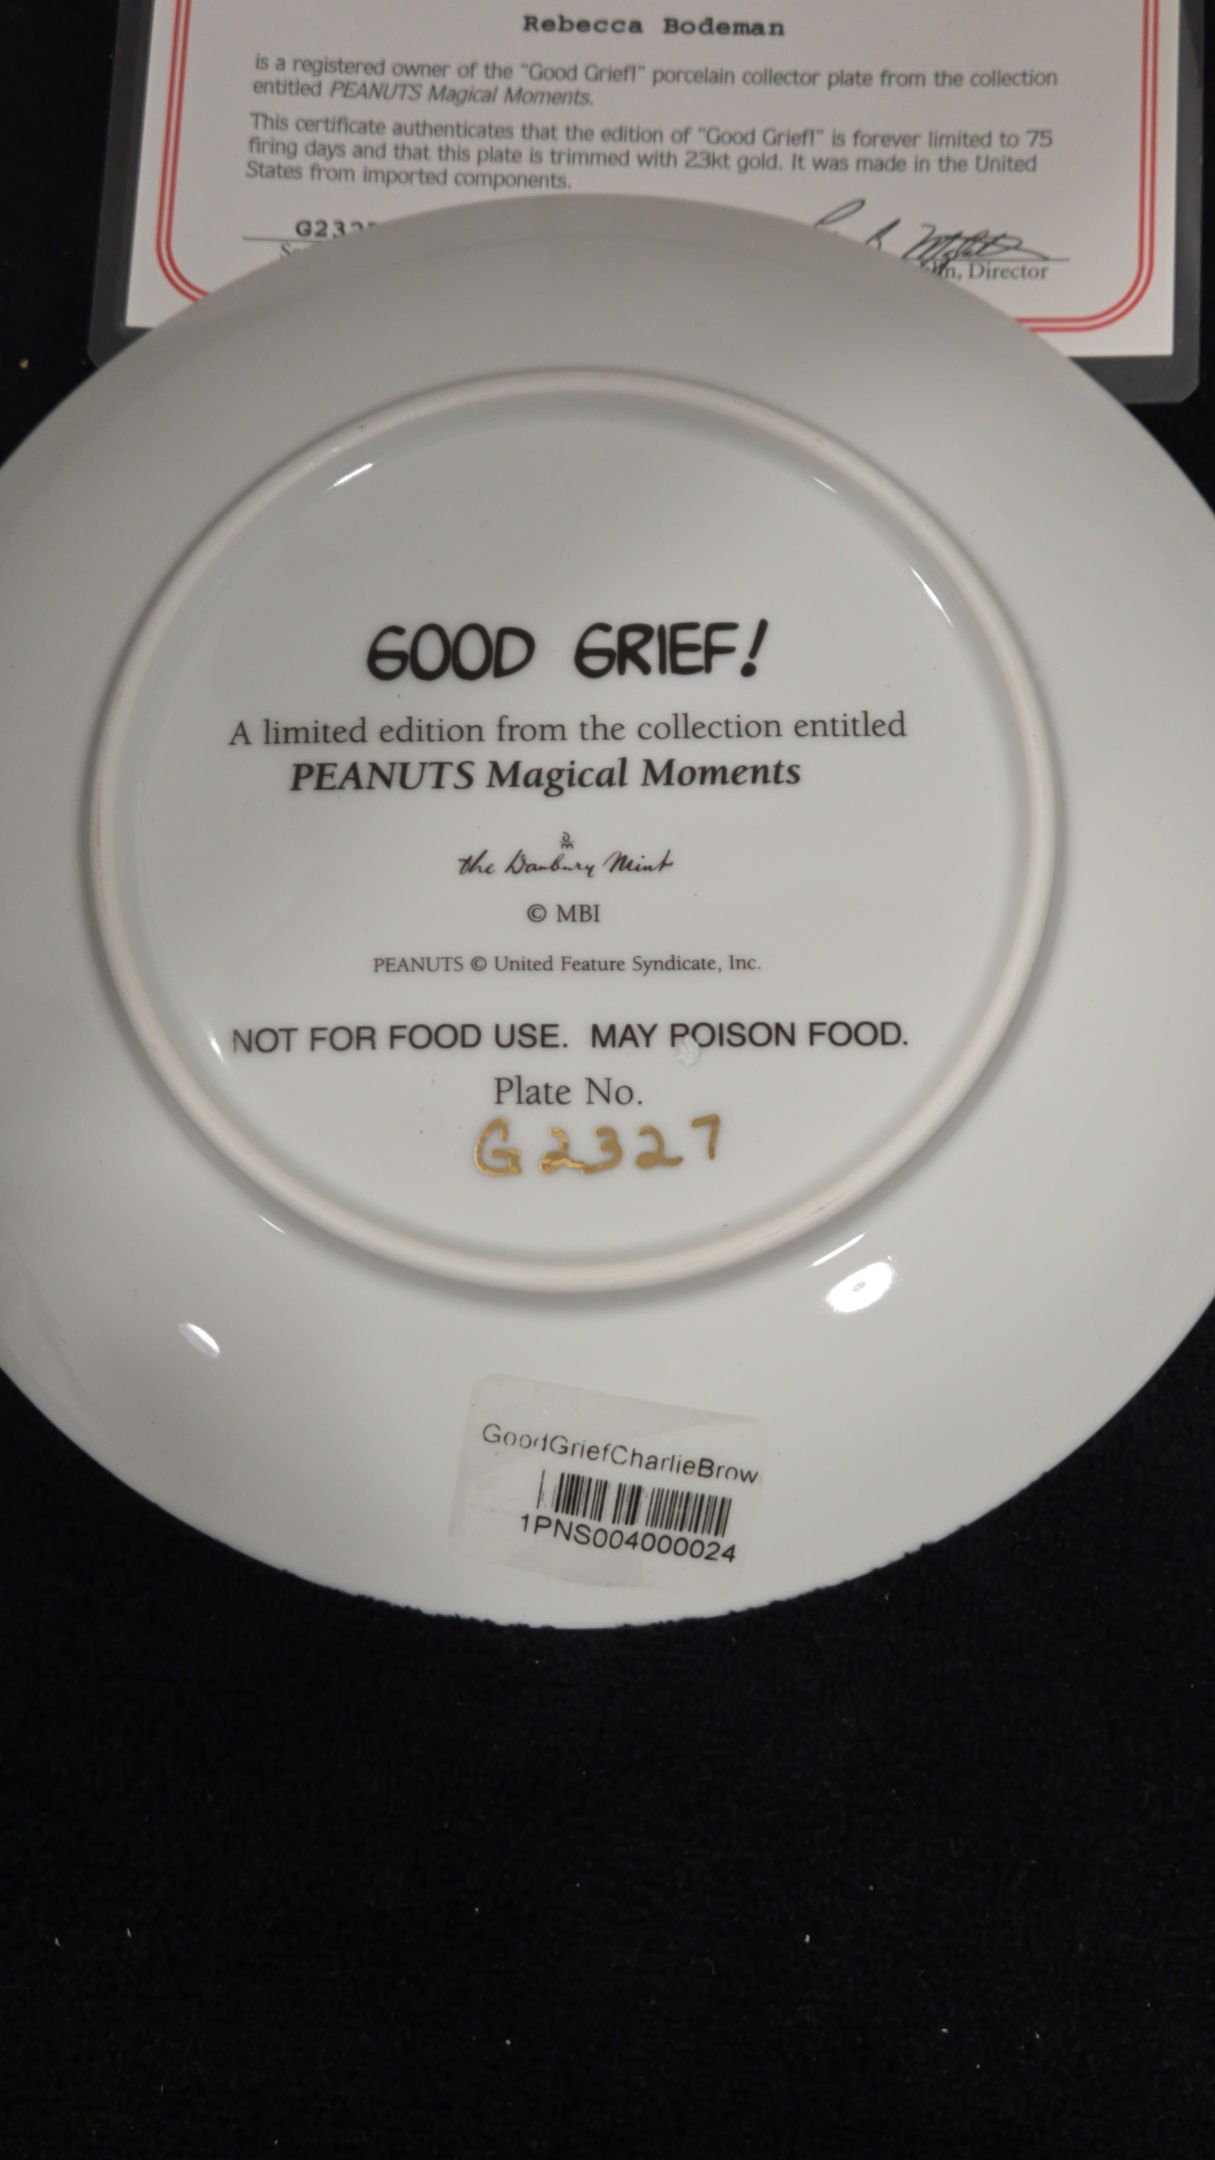 Rebecca Bodeman
is a registered owner of the "Good Grief!" porcelain collector plate from the collection
entitled PEANUTS Magical Moments.
This certificate authenticates that the edition of "Good Grief!" is forever limited to 75
firing days and that this plate is trimmed with 23kt gold. It was made in the United
States from imported components.
G2327
Director
GOOD GRIEF!
A limited edition from the collection entitled
PEANUTS Magical Moments
the Danbury Mint
© MBI
PEANUTS © United Feature Syndicate, Inc.
NOT FOR FOOD USE. MAY POISON FOOD.
Plate No.
G2327
GoodGriefCharlieBrow
1PNS004000024